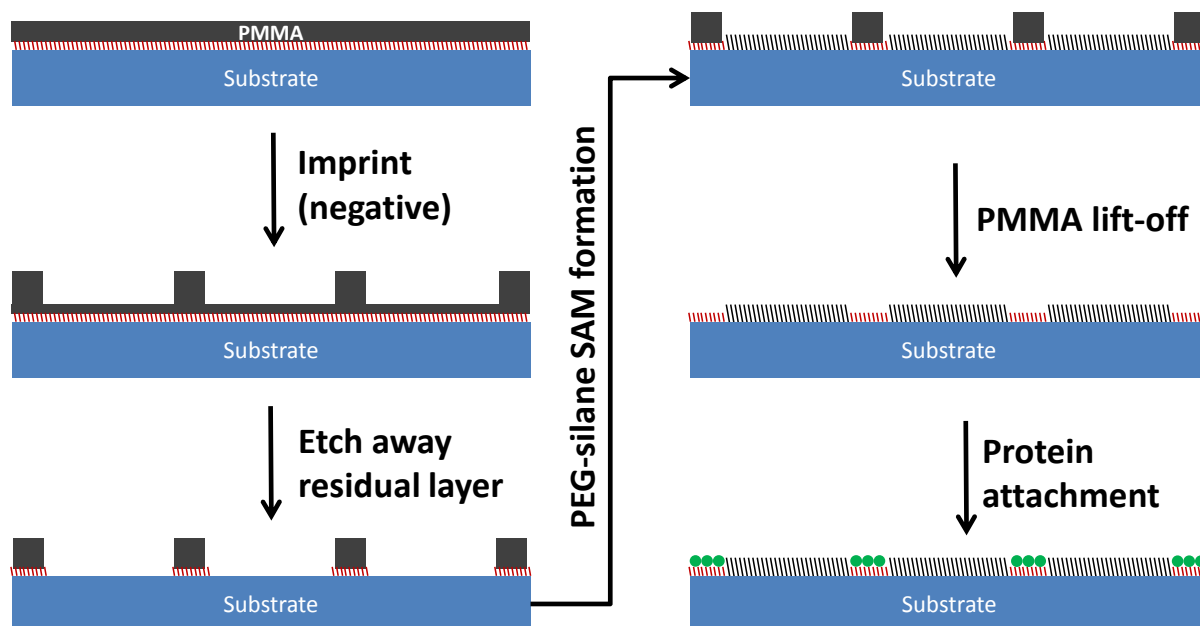 PMMA
Substrate
Imprint
(negative)
Substrate
Etch away
residual layer
Substrate
PEG-silane SAM formation
Substrate
PMMA lift-off
Substrate
Protein
attachment
Substrate